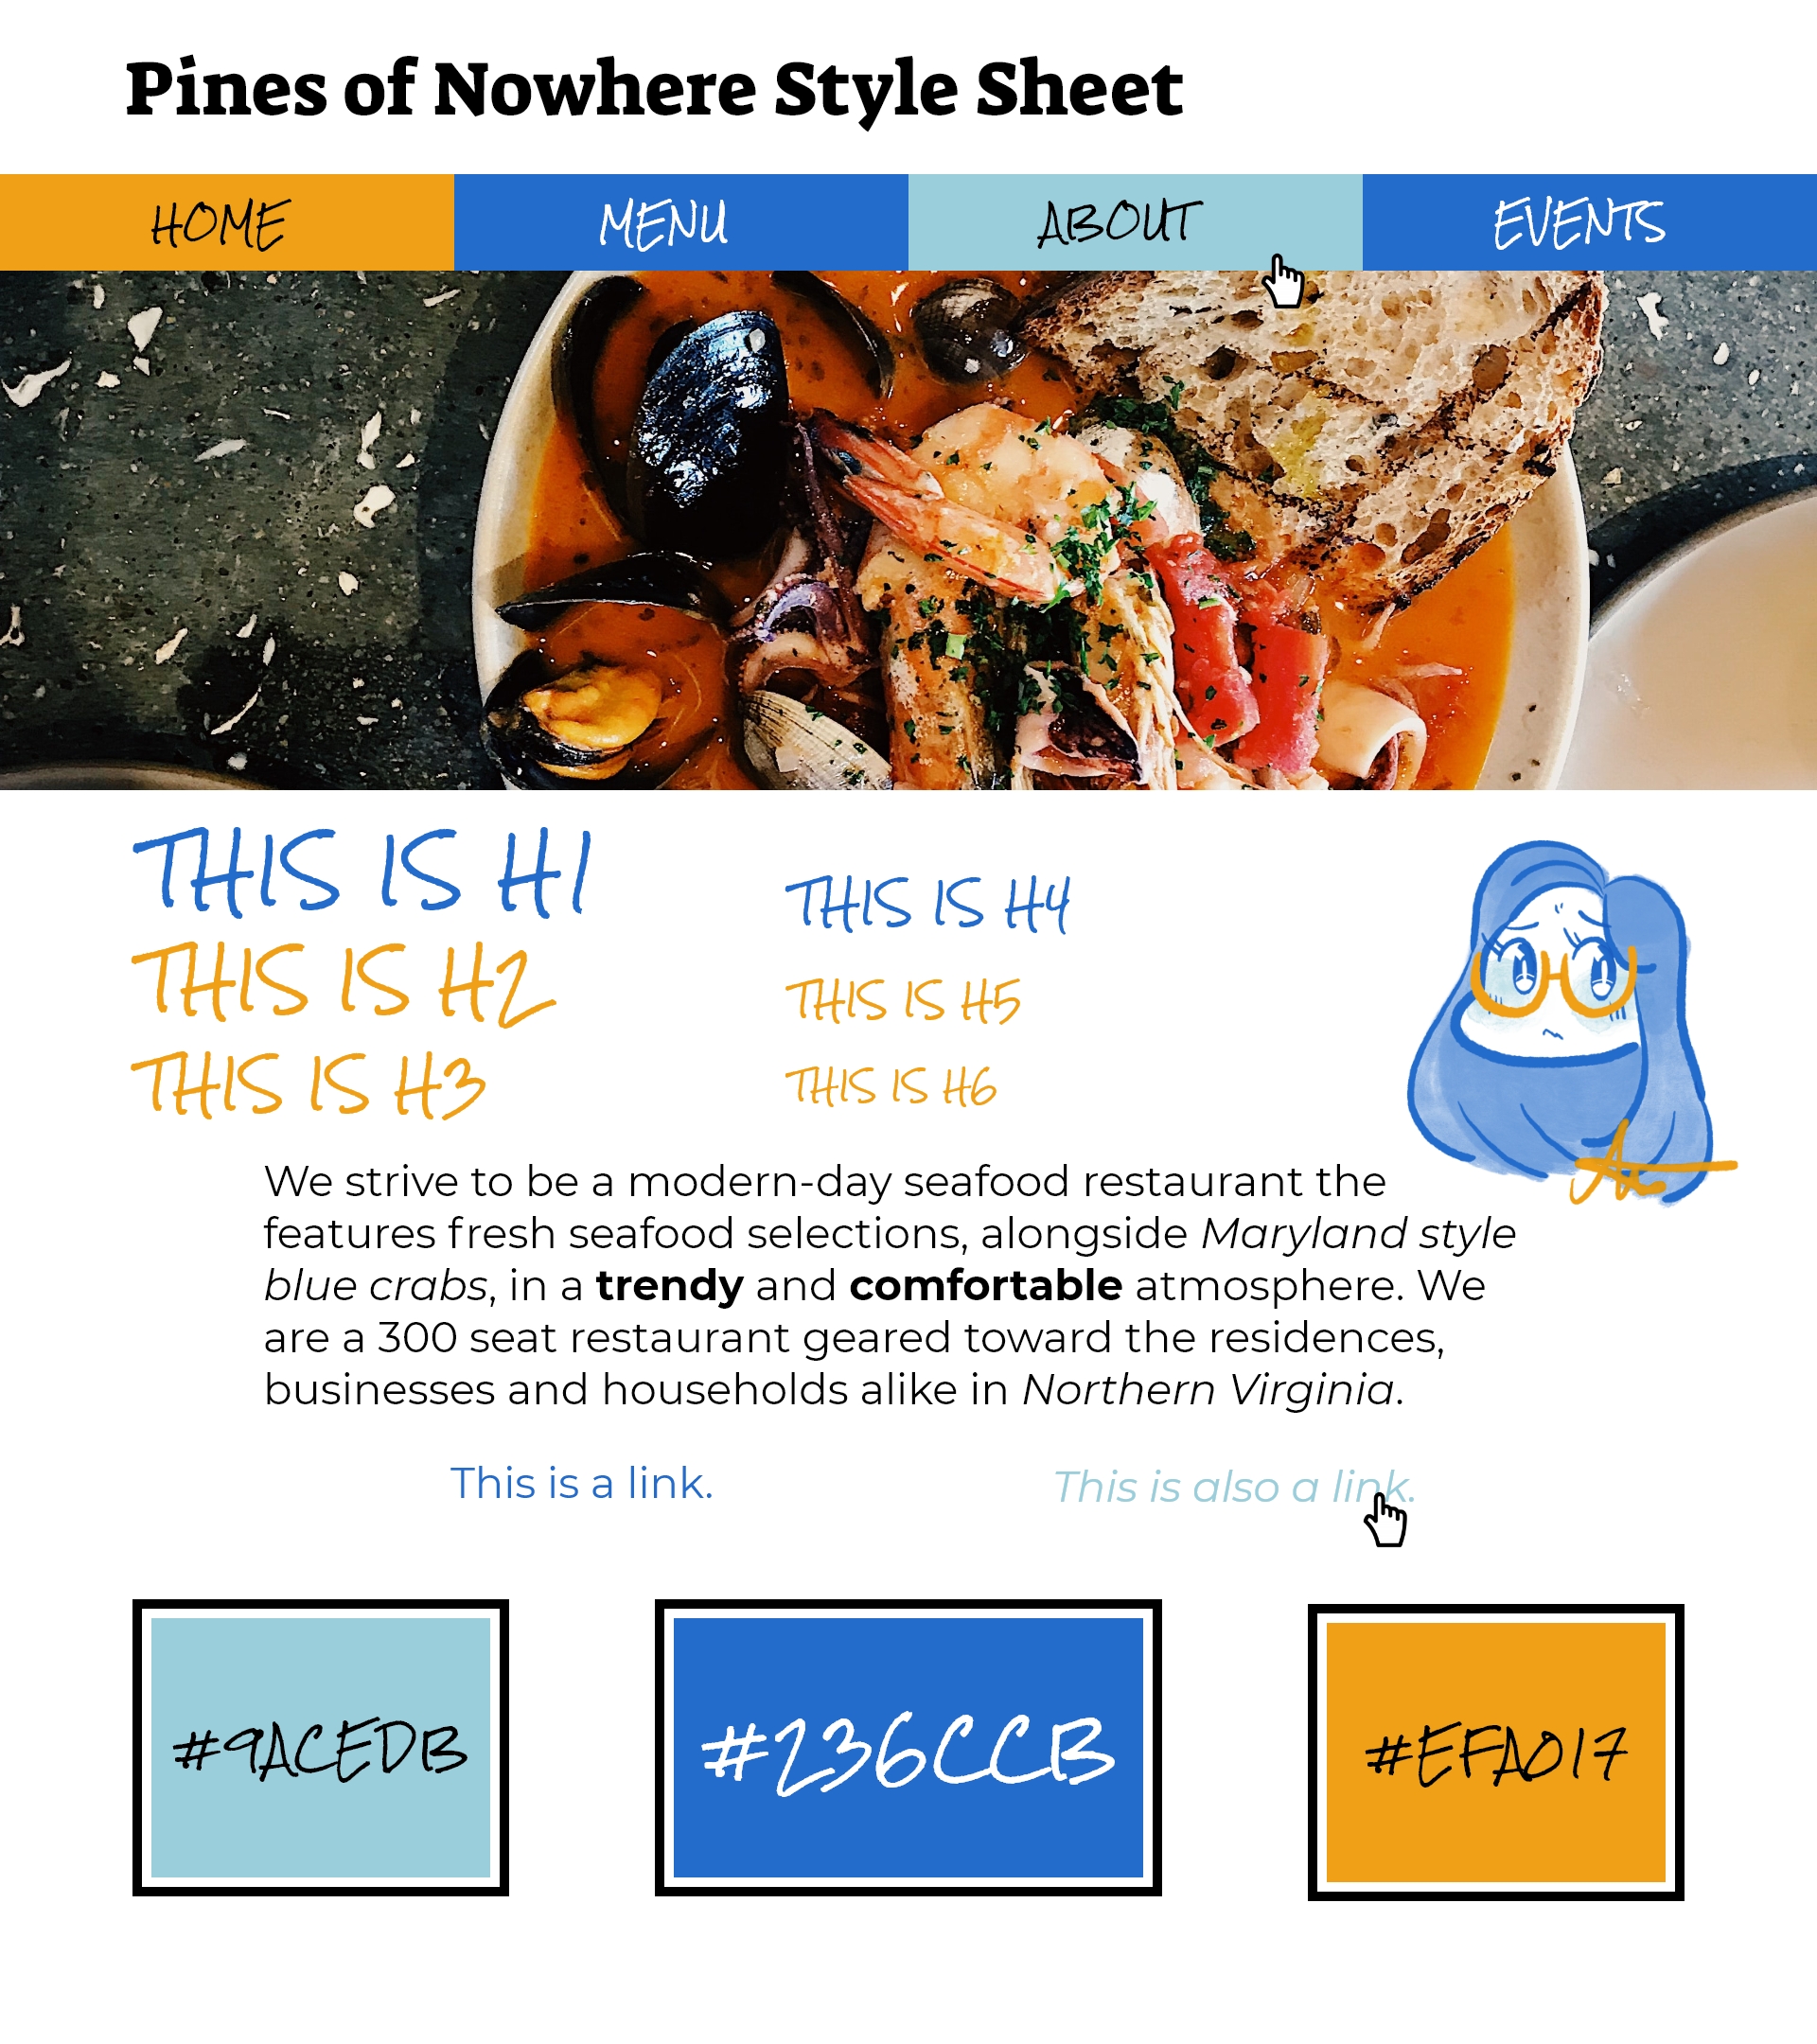 Pines of Nowhere Style Sheet
HOME MENU ABOUT EVENTS
THIS IS H1
THIS IS H2
THIS IS H3
THIS IS H4
THIS IS H5
THIS IS H6
We strive to be a modern-day seafood restaurant the
features fresh seafood selections, alongside Maryland style
blue crabs, in a trendy and comfortable atmosphere. We
are a 300 seat restaurant geared toward the residences,
businesses and households alike in Northern Virginia.
This is a link. This is also a link.
#9ACEDB #236CCB #EFA017